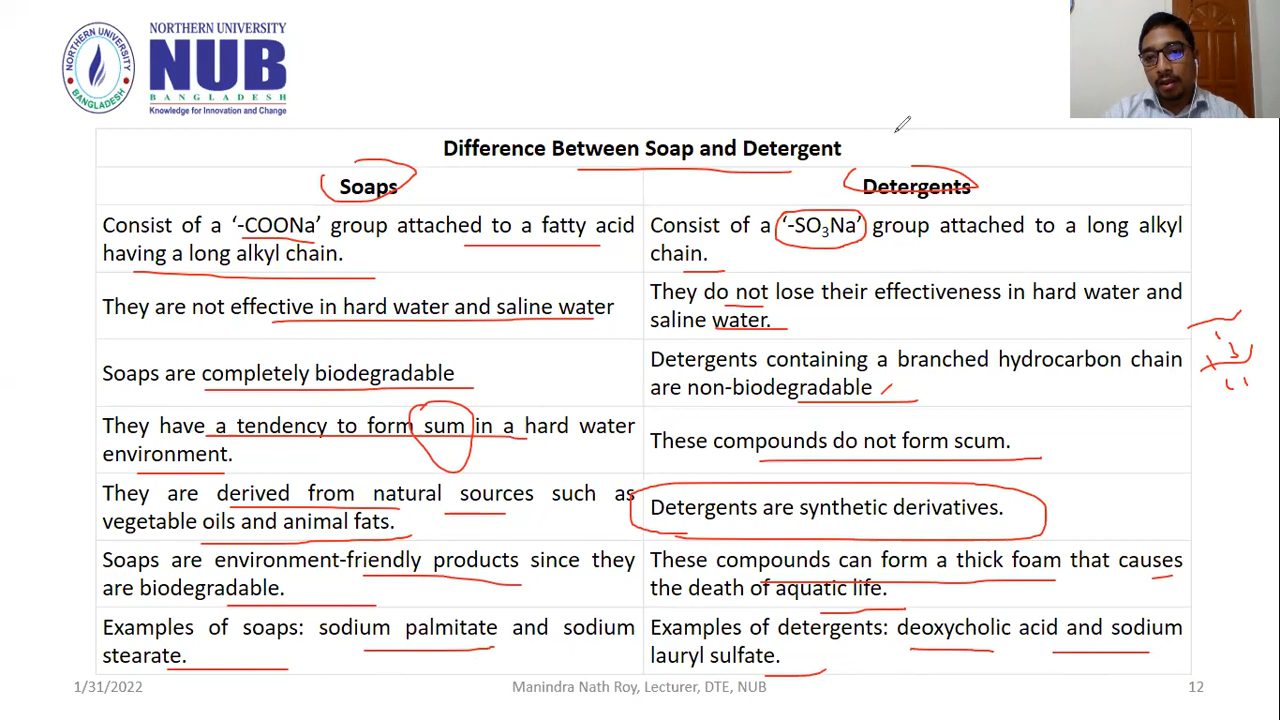 NORTHERN UNIVERSITY
NUB
BANGLADESH
Knowledge for Innovation and Change
NORTHERN UNIVERSITY
BANGLADESH
Difference Between Soap and Detergent
Soaps
Detergents
Consist of a ‘-COONa’ group attached to a fatty acid
having a long alkyl chain.
Consist of a ‘-SO₃Na’ group attached to a long alkyl
chain.
They are not effective in hard water and saline water
They do not lose their effectiveness in hard water and
saline water.
Soaps are completely biodegradable
Detergents containing a branched hydrocarbon chain
are non-biodegradable
They have a tendency to form sum in a hard water
environment.
These compounds do not form scum.
They are derived from natural sources such as
vegetable oils and animal fats.
Detergents are synthetic derivatives.
Soaps are environment-friendly products since they
are biodegradable.
These compounds can form a thick foam that causes
the death of aquatic life.
Examples of soaps: sodium palmitate and sodium
stearate.
Examples of detergents: deoxycholic acid and sodium
lauryl sulfate.
1/31/2022
Manindra Nath Roy, Lecturer, DTE, NUB
12